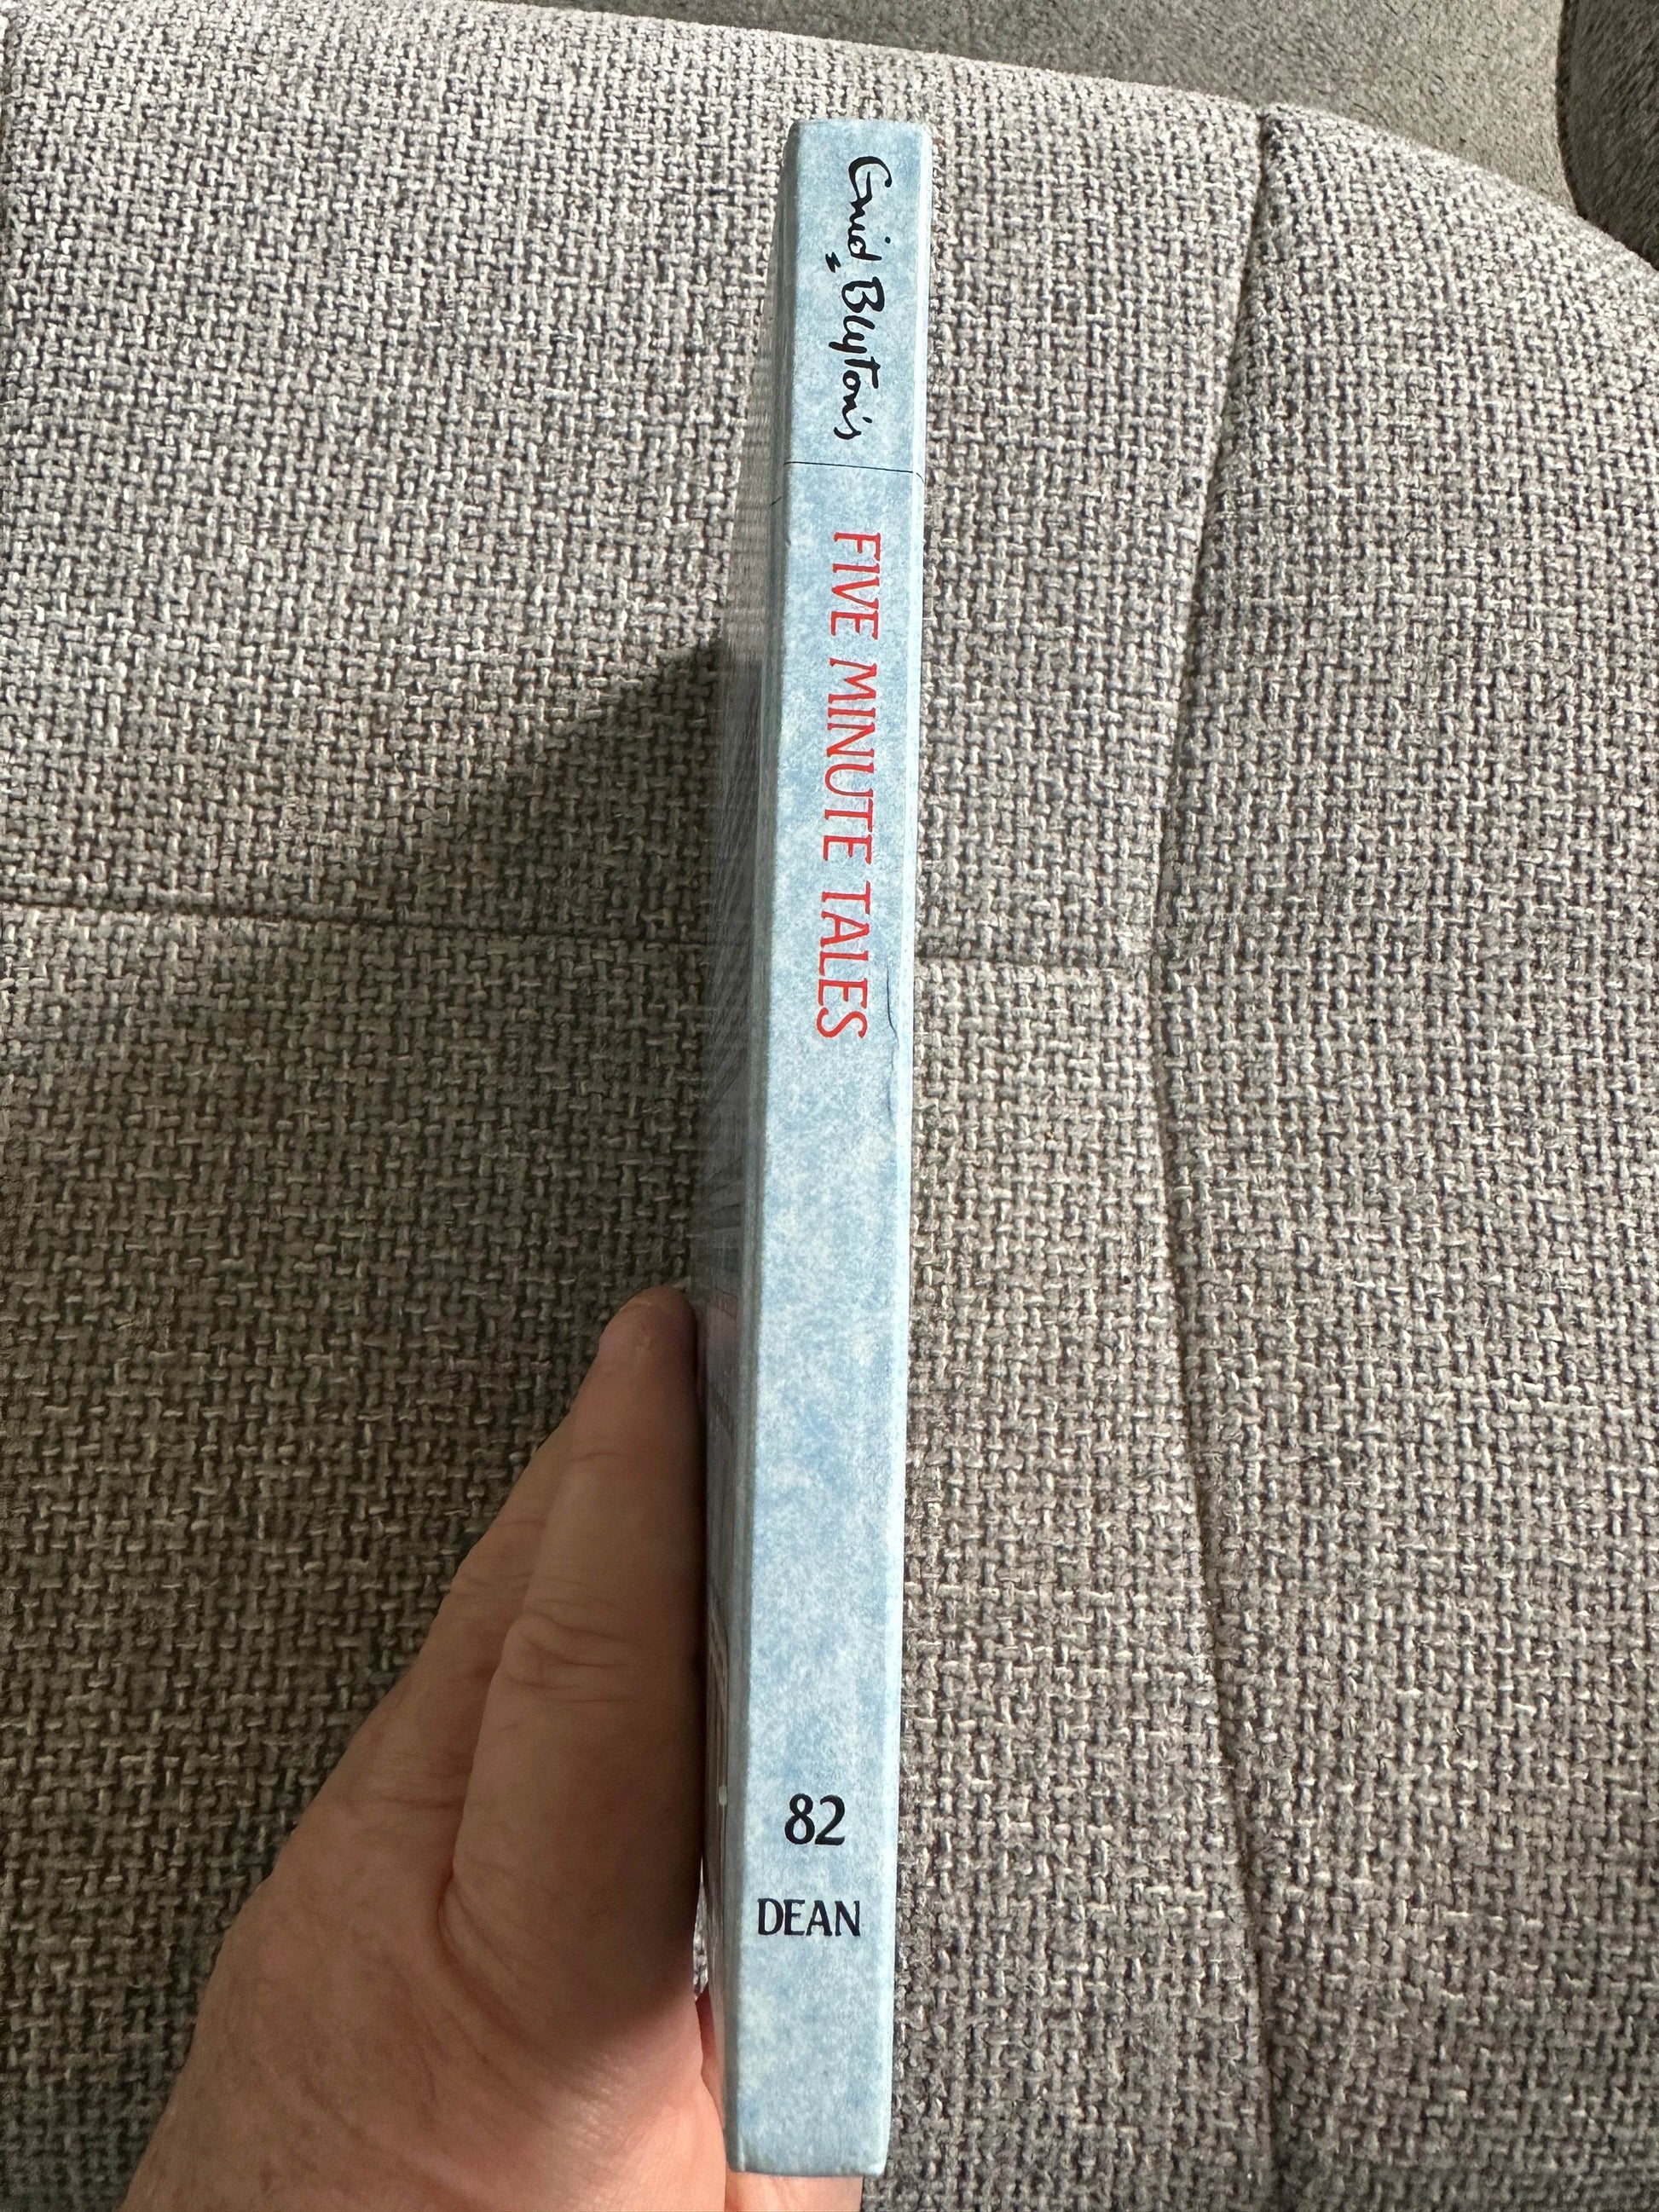 Enid Blyton's
FIVE MINUTE TALES
82
DEAN